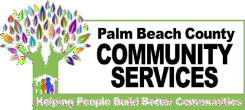 Palm Beach County
COMMUNITY
SERVICES
Helping People Build Better Communities